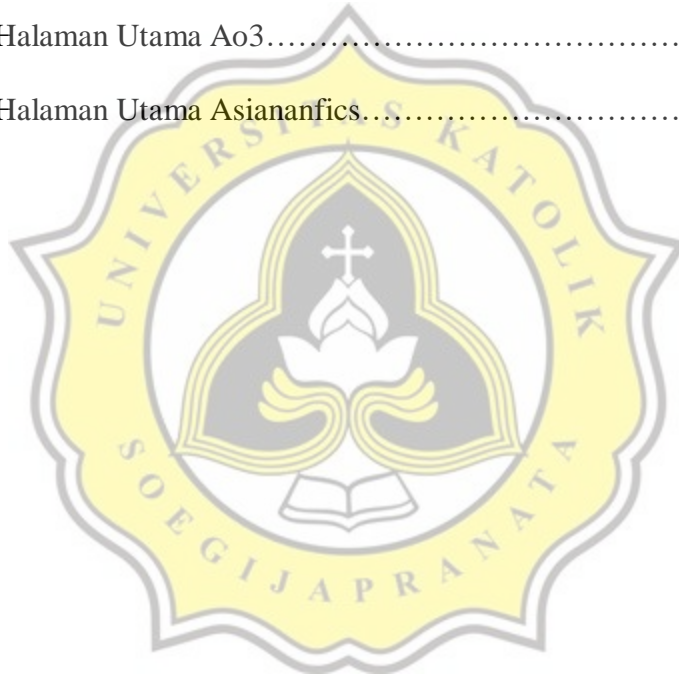 Halaman Utama Ao3……………………………………
Halaman Utama Asiananfics……………………………
UNIVERSITAS KATOLIK
SOEGIJAPRANATA